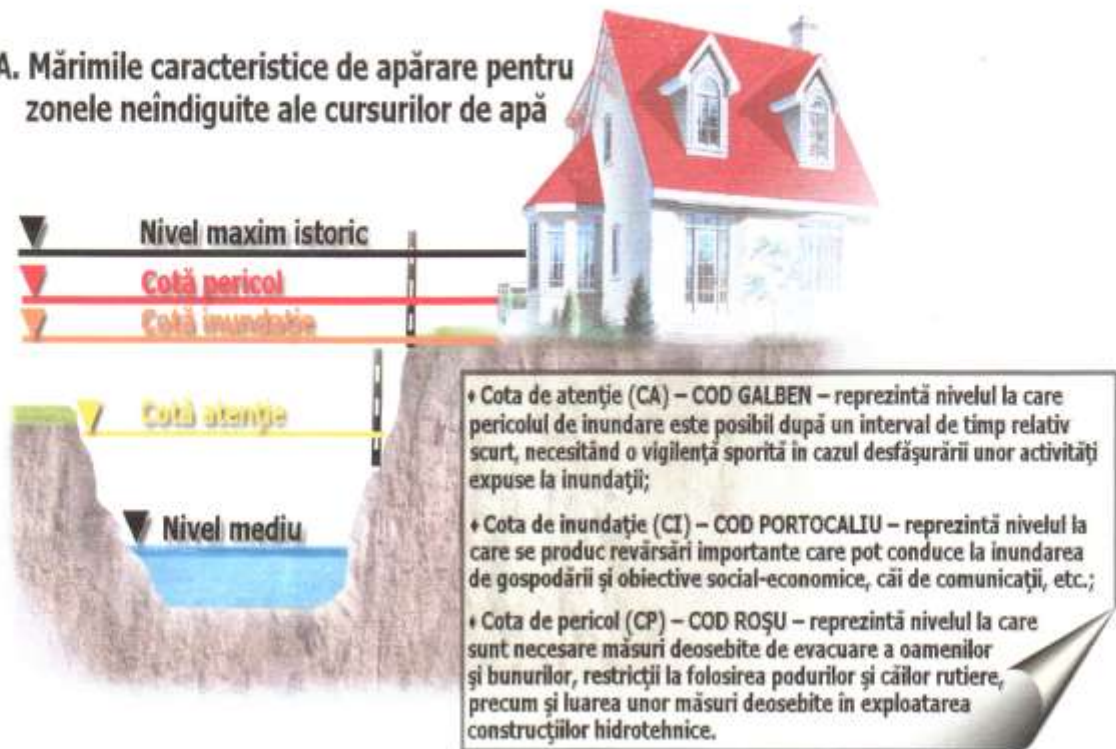 A. Mărimile caracteristice de apărare pentru
zonele neîndiguite ale cursurilor de apă
Nivel maxim istoric
Cotă pericol
Cotă inundație
Cotă atenție
Nivel mediu
♦ Cota de atenție (CA) – COD GALBEN – reprezintă nivelul la care
pericolul de inundare este posibil după un interval de timp relativ
scurt, necesitând o vigilență sporită in cazul desfășurării unor activități
expuse la inundații;
♦ Cota de inundație (CI) – COD PORTOCALIU – reprezintă nivelul la
care se produc revărsări importante care pot conduce la inundarea
de gospodării și obiective social-economice, căi de comunicații, etc.;
♦ Cota de pericol (CP) – COD ROȘU – reprezintă nivelul la care
sunt necesare măsuri deosebite de evacuare a oamenilor
și bunurilor, restricții la folosirea podurilor și căilor rutiere,
precum și luarea unor măsuri deosebite în exploatarea
construcțiilor hidrotehnice.